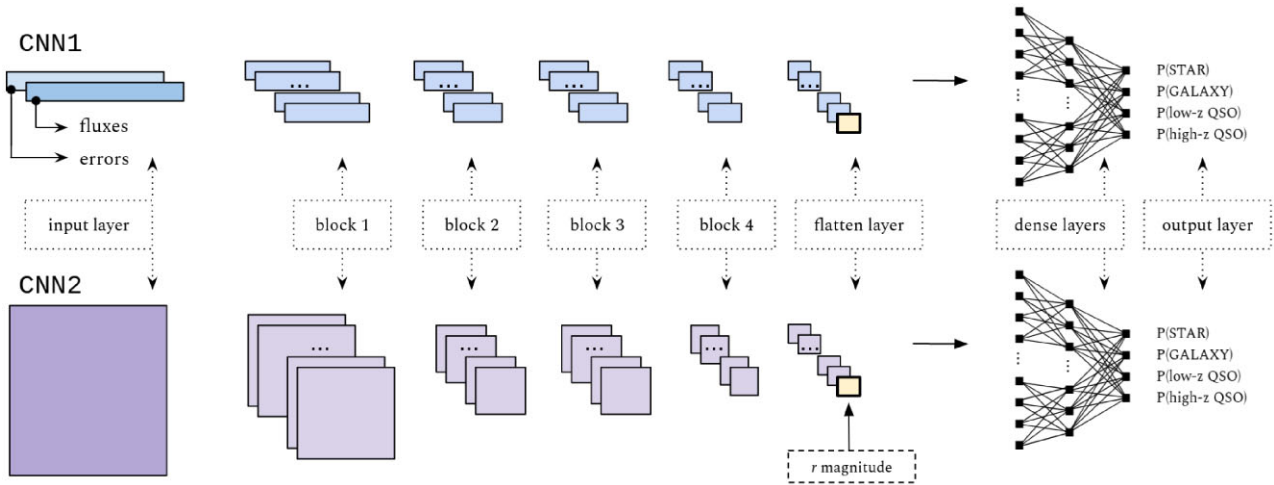 CNN1
fluxes
errors
...
...
...
...
...
P(STAR)
P(GALAXY)
P(low-z QSO)
P(high-z QSO)
input layer
block 1
block 2
block 3
block 4
flatten layer
dense layers
output layer
CNN2
...
...
...
...
...
P(STAR)
P(GALAXY)
P(low-z QSO)
P(high-z QSO)
r magnitude